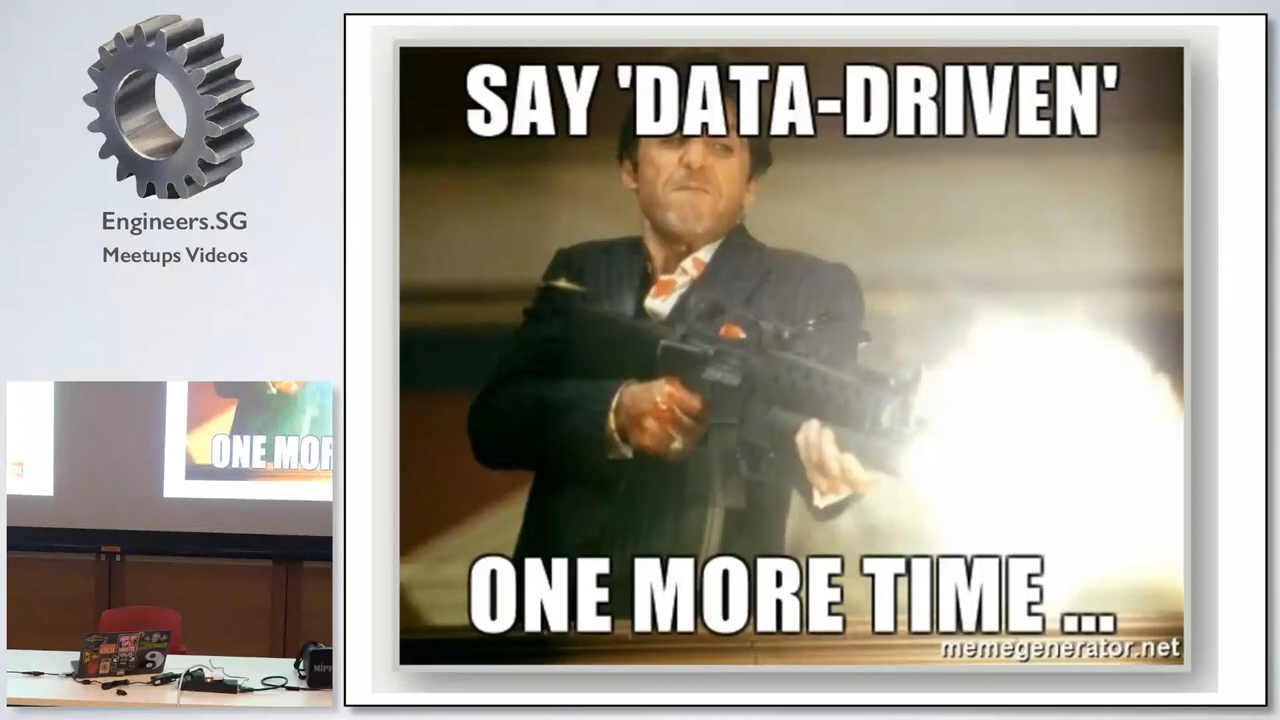 Engineers.SG
Meetups Videos
SAY 'DATA-DRIVEN'
ONE MORE TIME ...
memegenerator.net
ONE MOR